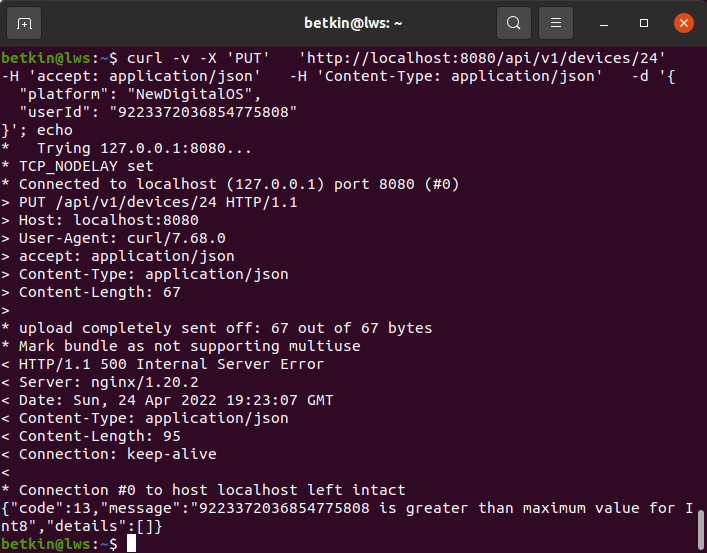 betkin@lws: ~
betkin@lws:~$ curl -v -X 'PUT'   'http://localhost:8080/api/v1/devices/24'
-H 'accept: application/json'   -H 'Content-Type: application/json'   -d '{
  "platform": "NewDigitalOS",
  "userId": "9223372036854775808"
}'; echo
*   Trying 127.0.0.1:8080...
* TCP_NODELAY set
* Connected to localhost (127.0.0.1) port 8080 (#0)
> PUT /api/v1/devices/24 HTTP/1.1
> Host: localhost:8080
> User-Agent: curl/7.68.0
> accept: application/json
> Content-Type: application/json
> Content-Length: 67
>
* upload completely sent off: 67 out of 67 bytes
* Mark bundle as not supporting multiuse
< HTTP/1.1 500 Internal Server Error
< Server: nginx/1.20.2
< Date: Sun, 24 Apr 2022 19:23:07 GMT
< Content-Type: application/json
< Content-Length: 95
< Connection: keep-alive
<
* Connection #0 to host localhost left intact
{"code":13,"message":"9223372036854775808 is greater than maximum value for I
nt8","details":[]}
betkin@lws:~$